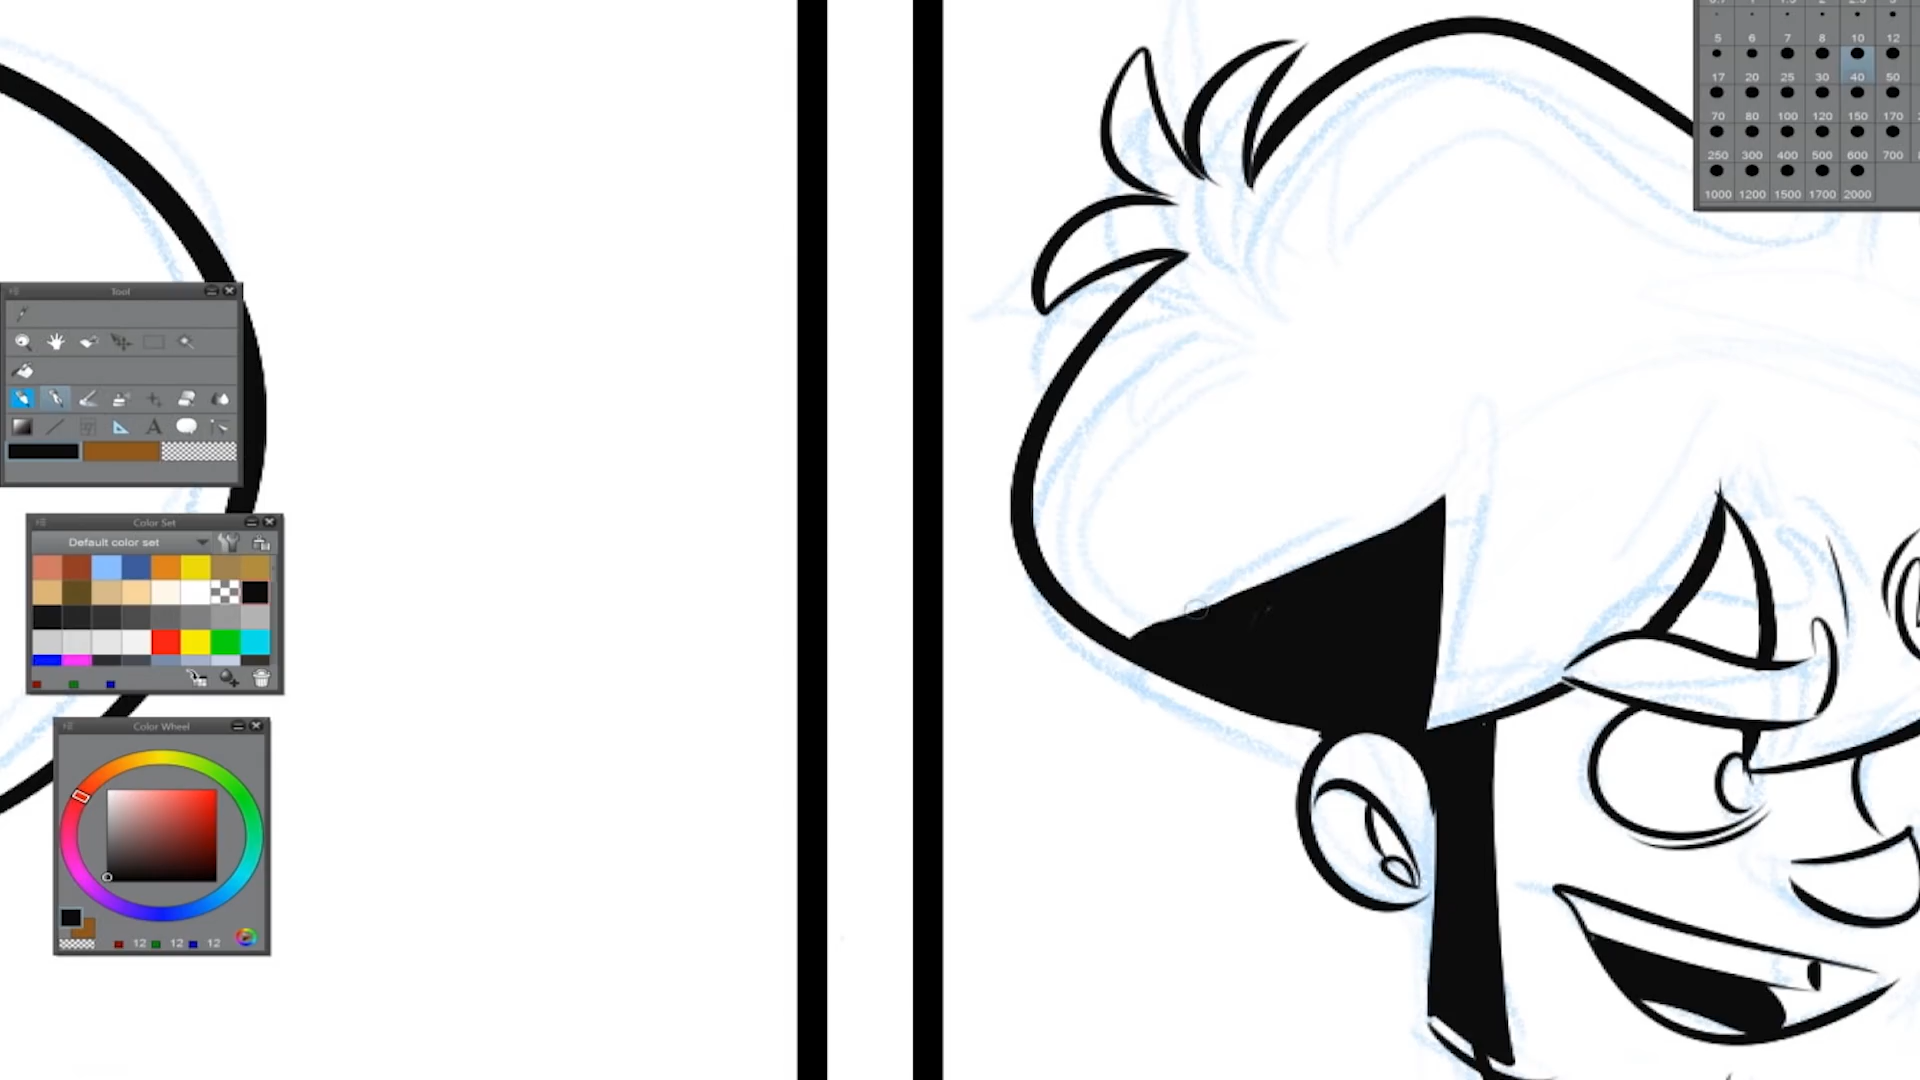 5 6 7 8 10 12
17 20 25 30 40 50
70 80 100 120 150 170
250 300 400 500 600 700
1000 1200 1500 1700 2000
Tool
A
Color Set
Default color set
Color Wheel
12 12 12